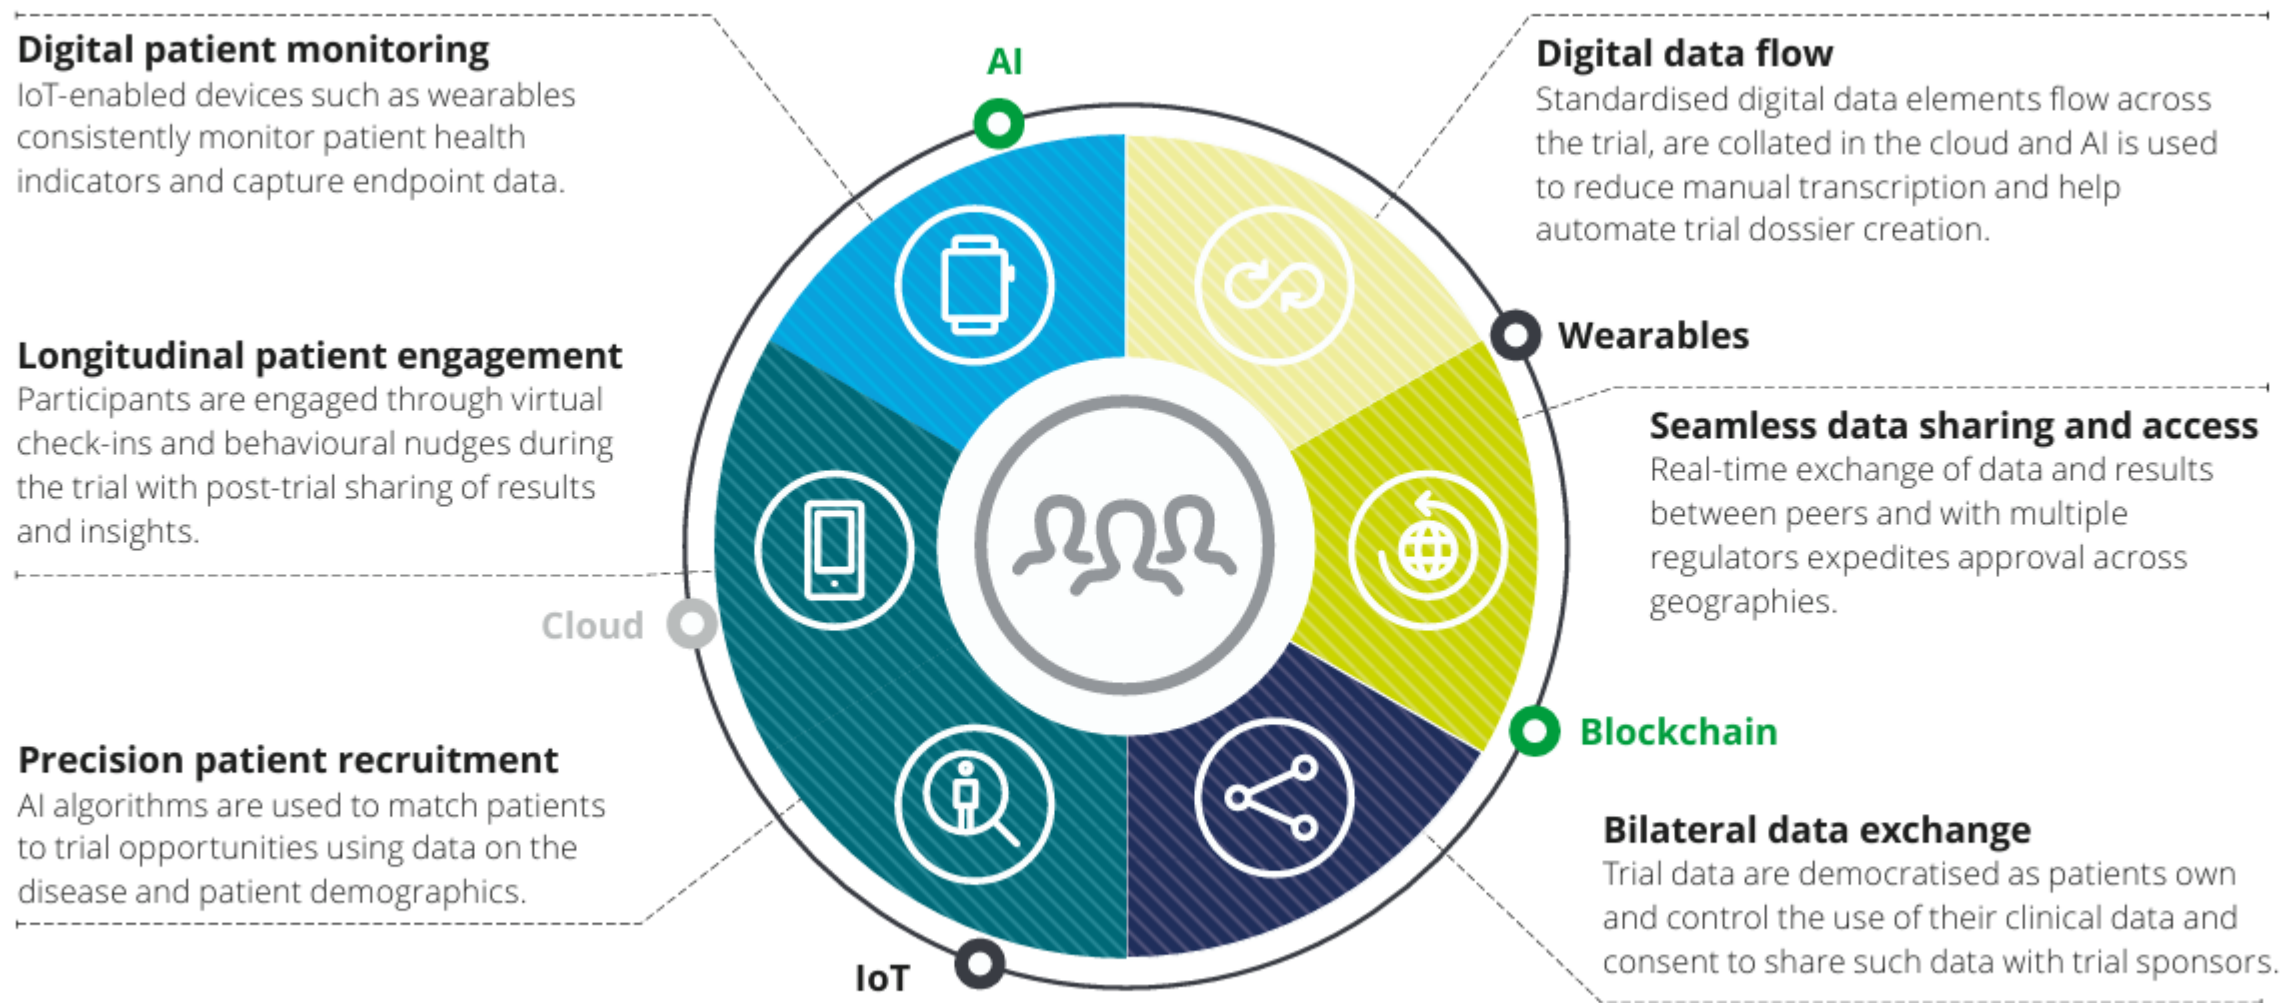 Digital patient monitoring
IoT-enabled devices such as wearables
consistently monitor patient health
indicators and capture endpoint data.
Longitudinal patient engagement
Participants are engaged through virtual
check-ins and behavioural nudges during
the trial with post-trial sharing of results
and insights.
Cloud
Precision patient recruitment
AI algorithms are used to match patients
to trial opportunities using data on the
disease and patient demographics.
IoT
AI
Digital data flow
Standardised digital data elements flow across
the trial, are collated in the cloud and AI is used
to reduce manual transcription and help
automate trial dossier creation.
Wearables
Seamless data sharing and access
Real-time exchange of data and results
between peers and with multiple
regulators expedites approval across
geographies.
Blockchain
Bilateral data exchange
Trial data are democratised as patients own
and control the use of their clinical data and
consent to share such data with trial sponsors.